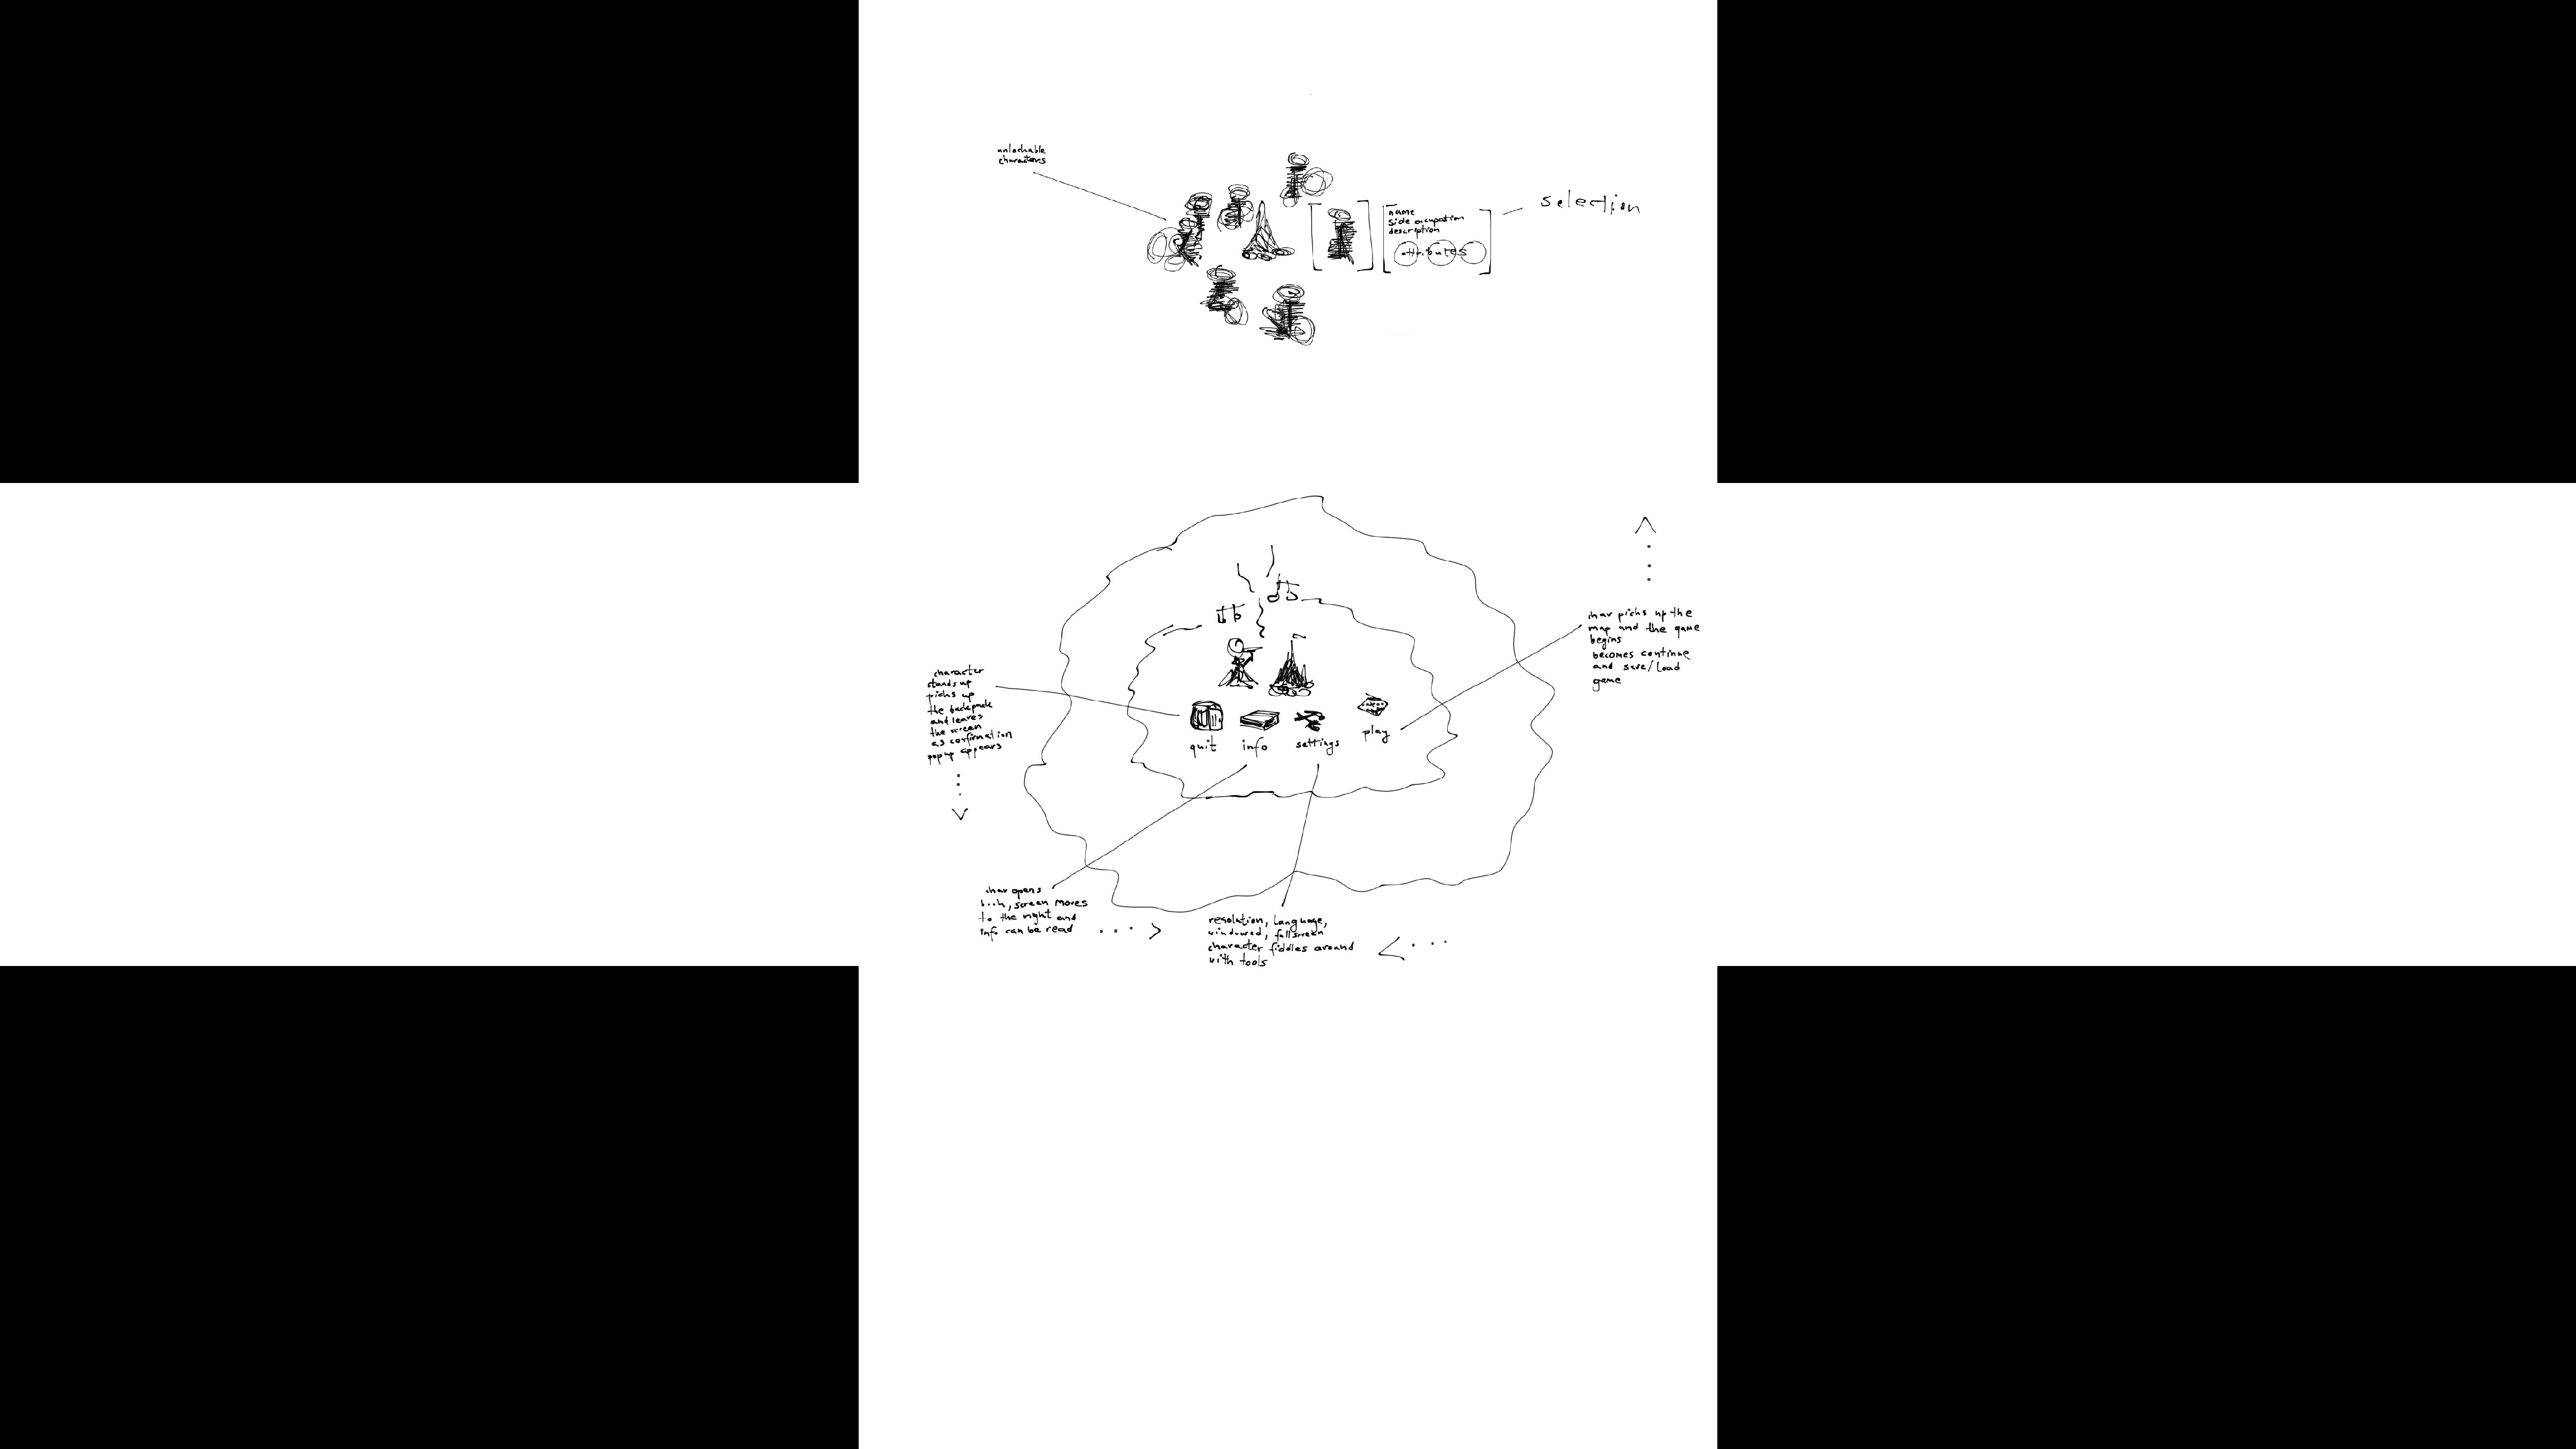 unlockable
characters
selection
name
side occupation
description
attributes
char picks up the
map and the game
begins
becomes continue
and save/load
game
character
stands up
picks up
the backpack
and leaves
the screen
as confirmation
popup appears
play
quit
info
settings
char opens
book, screen moves
to the right and
info can be read
resolution, language,
windowed, fullscreen
character fiddles around
with tools